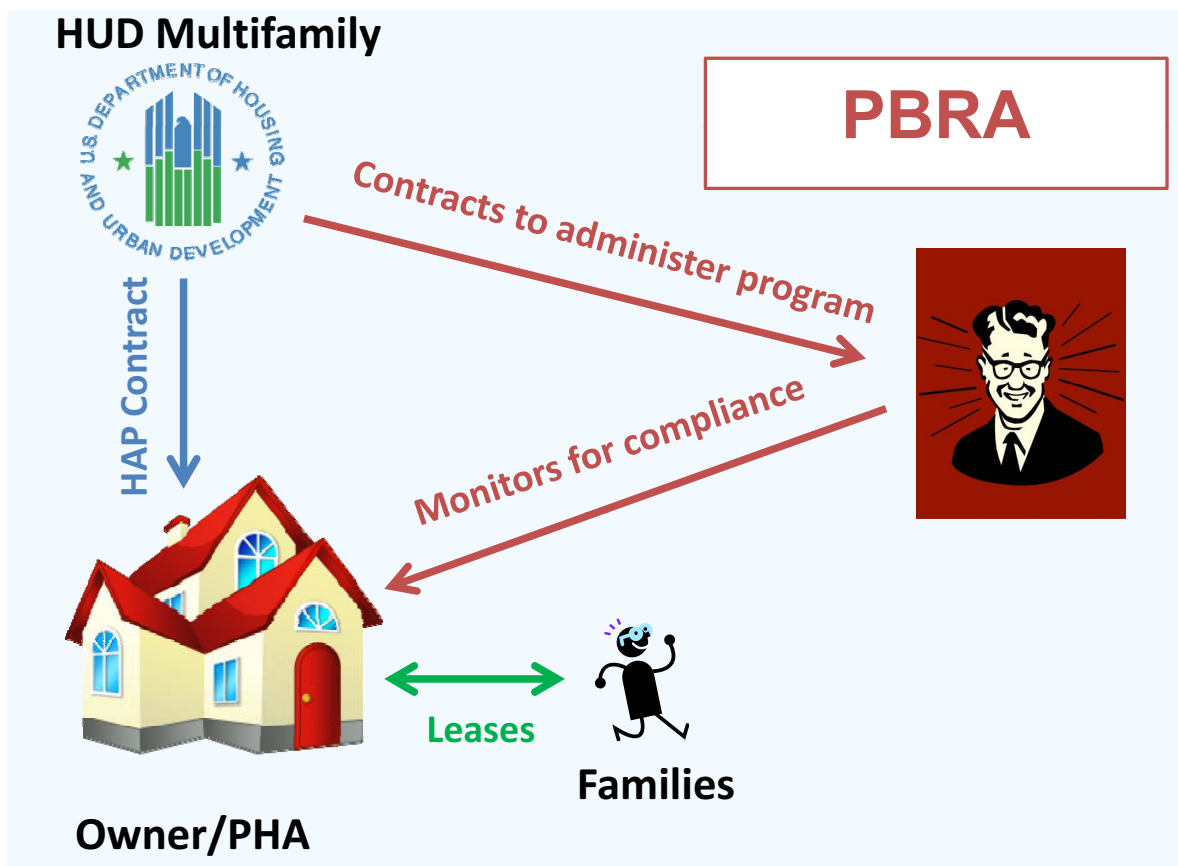 HUD Multifamily
U.S. DEPARTMENT OF HOUSING
AND URBAN DEVELOPMENT
PBRA
Contracts to administer program
HAP Contract
Monitors for compliance
Leases
Families
Owner/PHA